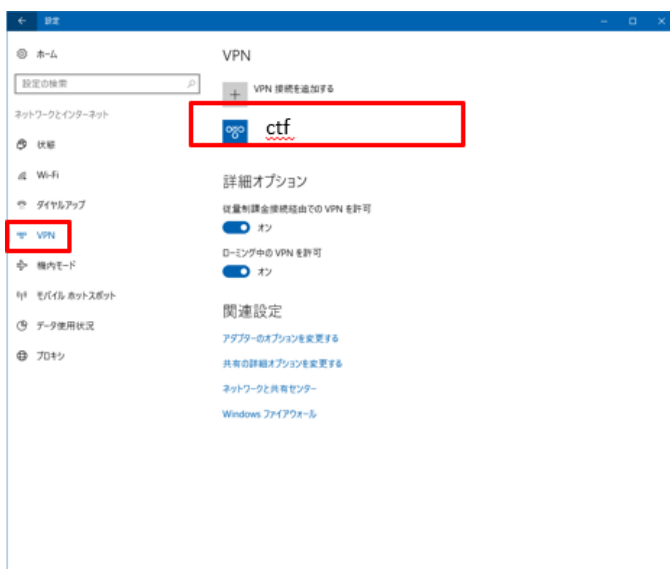 設定
ホーム
設定の検索
ネットワークとインターネット
状態
Wi-Fi
ダイヤルアップ
VPN
機内モード
モバイル ホットスポット
データ使用状況
プロキシ
VPN
VPN 接続を追加する
ctf
詳細オプション
従量制課金接続経由での VPN を許可
オン
ローミング中の VPN を許可
オン
関連設定
アダプターのオプションを変更する
共有の詳細オプションを変更する
ネットワークと共有センター
Windows ファイアウォール